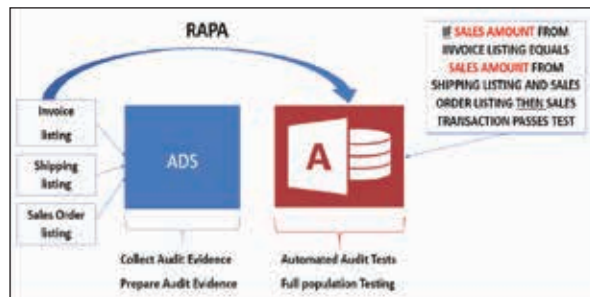 RAPA
IF SALES AMOUNT FROM
INVOICE LISTING EQUALS
SALES AMOUNT FROM
SHIPPING LISTING AND SALES
ORDER LISTING THEN SALES
TRANSACTION PASSES TEST
Invoice
listing
Shipping
listing
Sales Order
listing
ADS
A
Collect Audit Evidence
Prepare Audit Evidence
Automated Audit Tests
Full population Testing